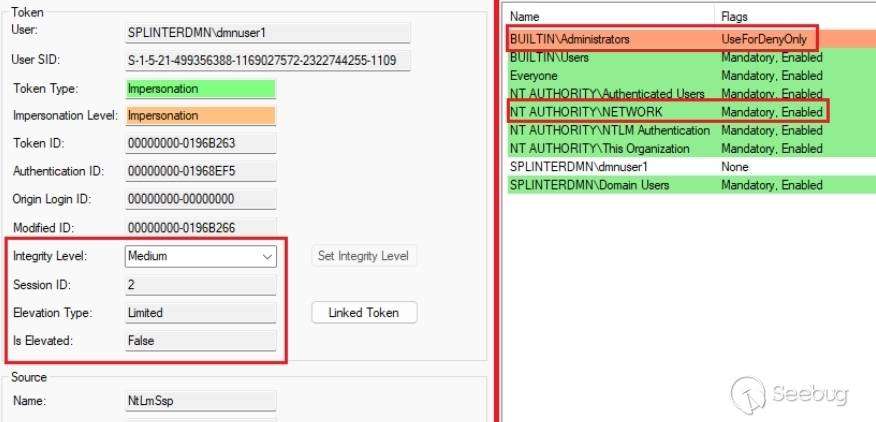 Token
User: SPLINTERDMN\dmnuser1
User SID: S-1-5-21-499356388-1169027572-2322744255-1109
Token Type: Impersonation
Impersonation Level: Impersonation
Token ID: 00000000-0196B263
Authentication ID: 00000000-01968EF5
Origin Login ID: 00000000-00000000
Modified ID: 00000000-0196B266
Integrity Level: Medium Set Integrity Level
Session ID: 2
Elevation Type: Limited Linked Token
Is Elevated: False
Source
Name: NtLmSsp
Name Flags
BUILTIN\Administrators UseForDenyOnly
BUILTIN\Users Mandatory, Enabled
Everyone Mandatory, Enabled
NT AUTHORITY\Authenticated Users Mandatory, Enabled
NT AUTHORITY\NETWORK Mandatory, Enabled
NT AUTHORITY\NTLM Authentication Mandatory, Enabled
NT AUTHORITY\This Organization Mandatory, Enabled
SPLINTERDMN\dmnuser1 None
SPLINTERDMN\Domain Users Mandatory, Enabled
Seebug